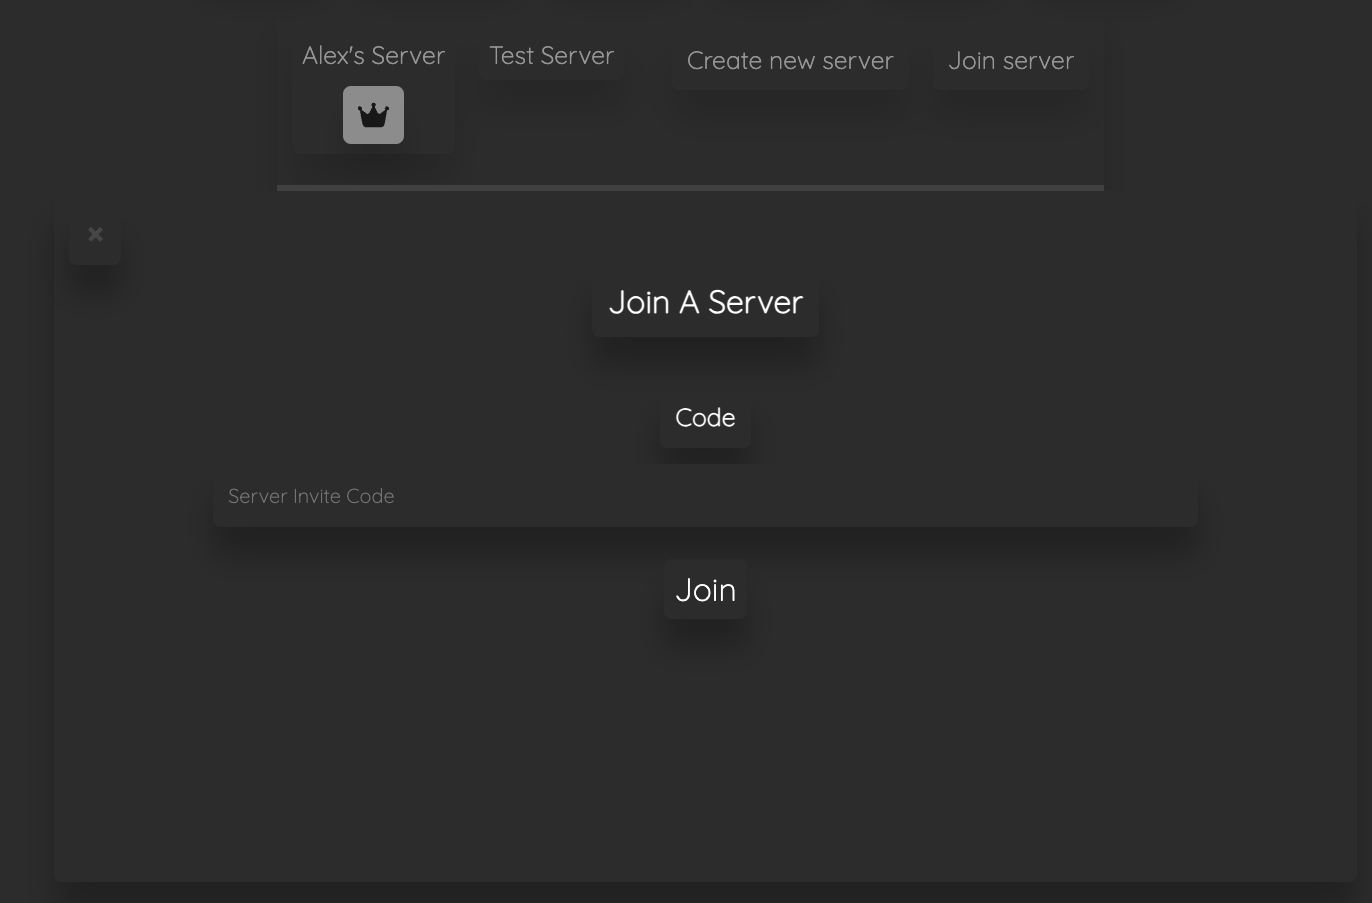 Alex's Server
Test Server
Create new server
Join server
Join A Server
Code
Server Invite Code
Join